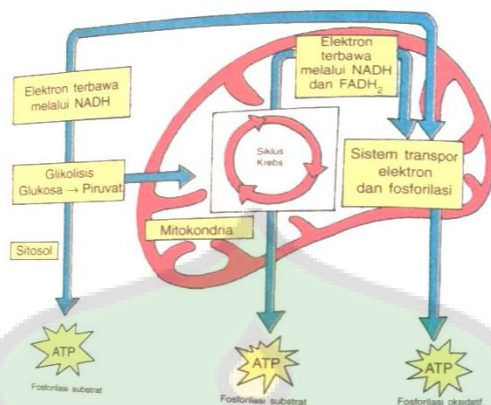 Elektron terbawa
melalui NADH
Glikolisis
Glukosa → Piruvat
Sitosol
Elektron
terbawa
melalui NADH
dan FADH₂
Siklus
Krebs
Sistem transpor
elektron
dan fosforilasi
Mitokondria
ATP
Fosforilasi substrat
ATP
Fosforilasi substrat
ATP
Fosforilasi oksidatif